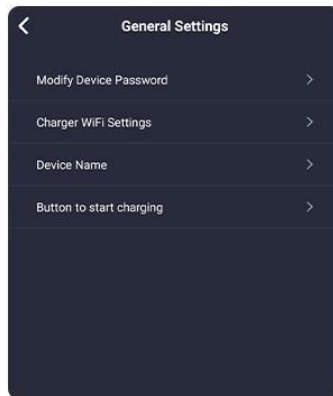 General Settings
Modify Device Password
Charger WiFi Settings
Device Name
Button to start charging